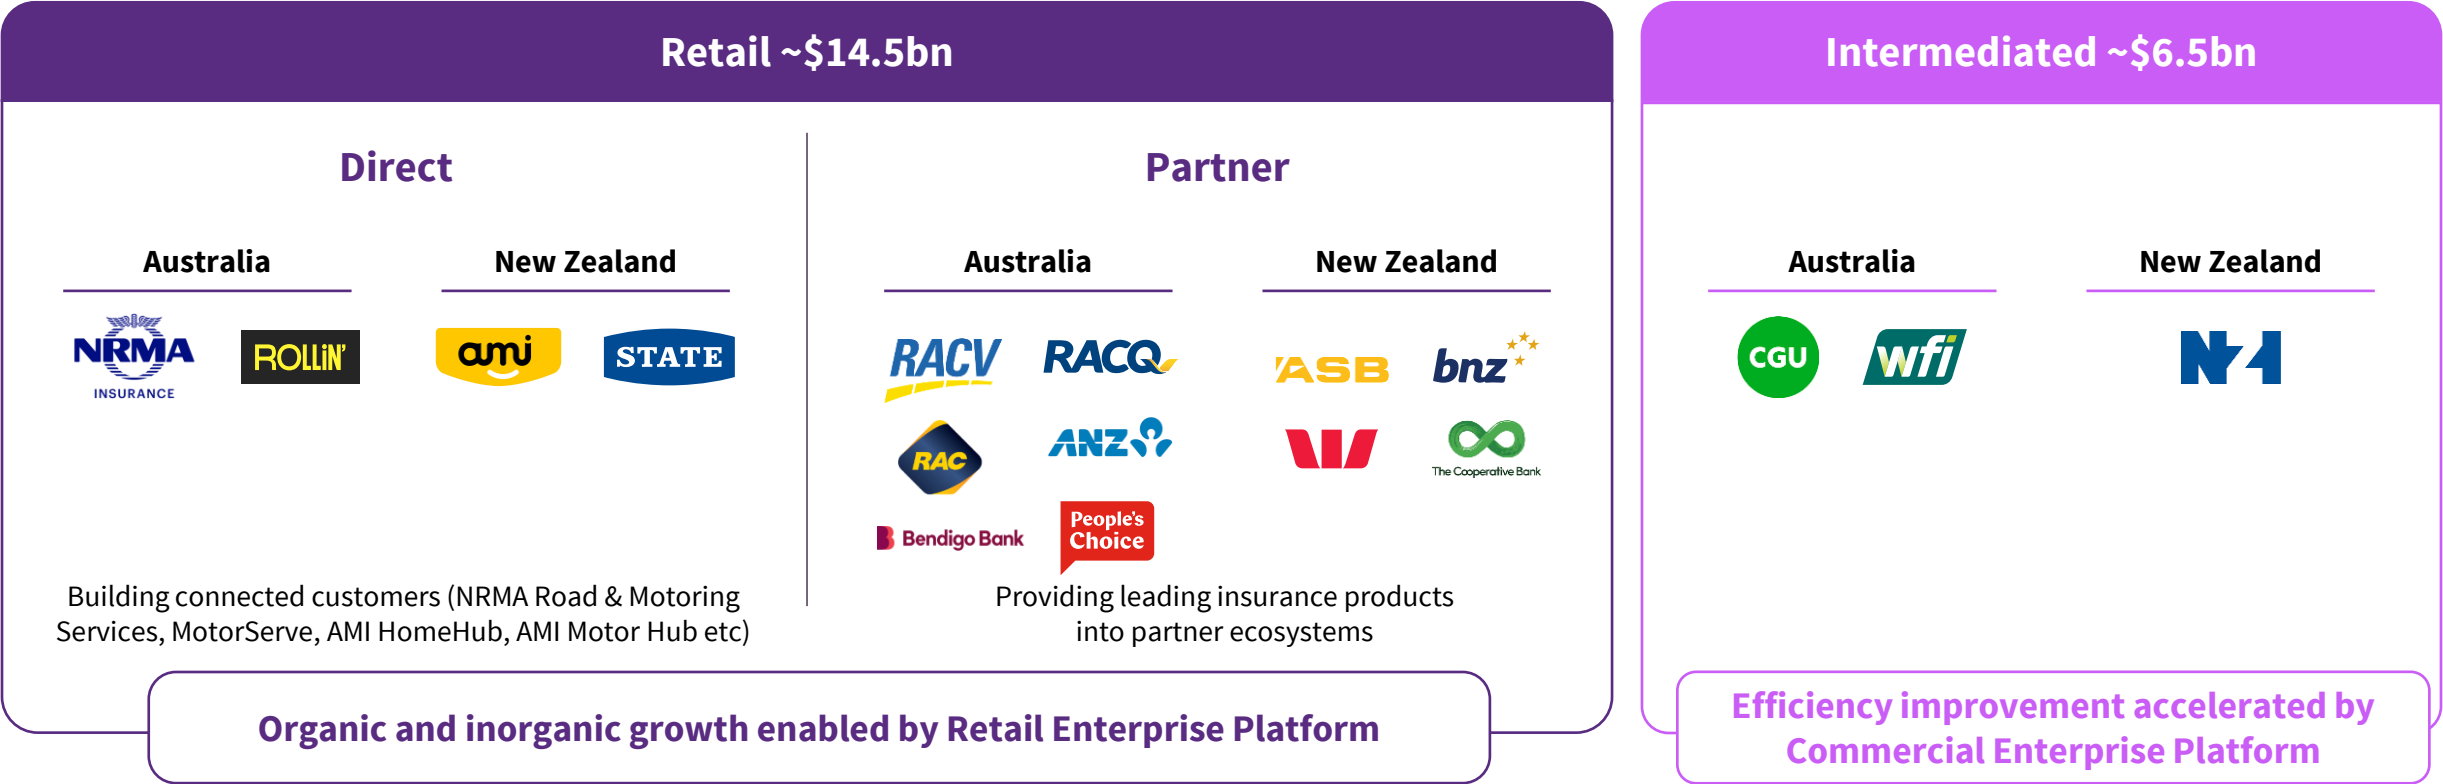 Retail ~$14.5bn
Direct
Australia
NRMA
INSURANCE
ROLLiN'
New Zealand
ami
STATE
Building connected customers (NRMA Road & Motoring
Services, MotorServe, AMI HomeHub, AMI Motor Hub etc)
Partner
Australia
RACV
RACQ
RAC
ANZ
Bendigo Bank
People's
Choice
New Zealand
ASB
bnz
The Cooperative Bank
Providing leading insurance products
into partner ecosystems
Organic and inorganic growth enabled by Retail Enterprise Platform
Intermediated ~$6.5bn
Australia
CGU
wfi
New Zealand
NZI
Efficiency improvement accelerated by
Commercial Enterprise Platform